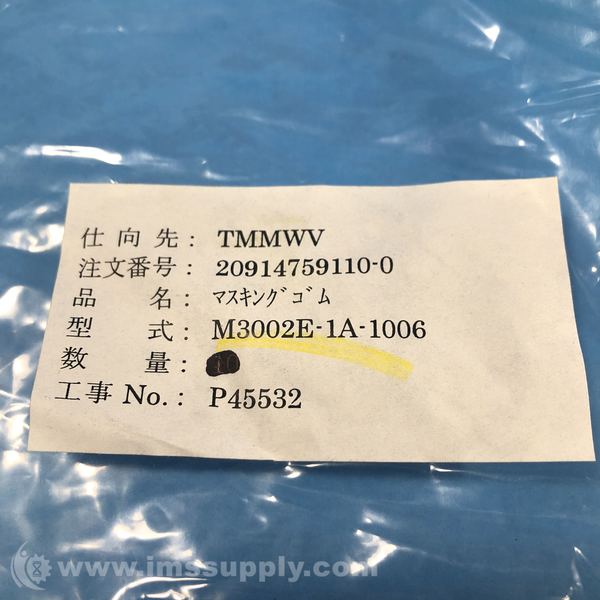 仕 向 先 : TMMWV
注文番号 : 20914759110-0
品 名 : ﾏｽｷﾝｸﾞｺﾞﾑ
型 式 : M3002E-1A-1006
数 量 :
工事 No. : P45532
www.imssupply.com